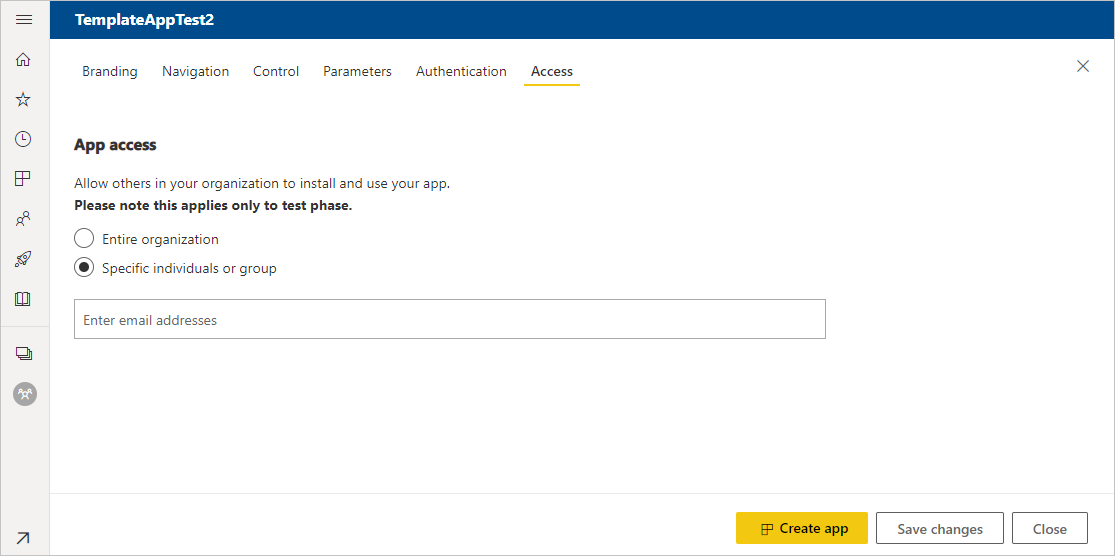 TemplateAppTest2
Branding Navigation Control Parameters Authentication Access
App access
Allow others in your organization to install and use your app.
Please note this applies only to test phase.
Entire organization
Specific individuals or group
Enter email addresses
Create app Save changes Close